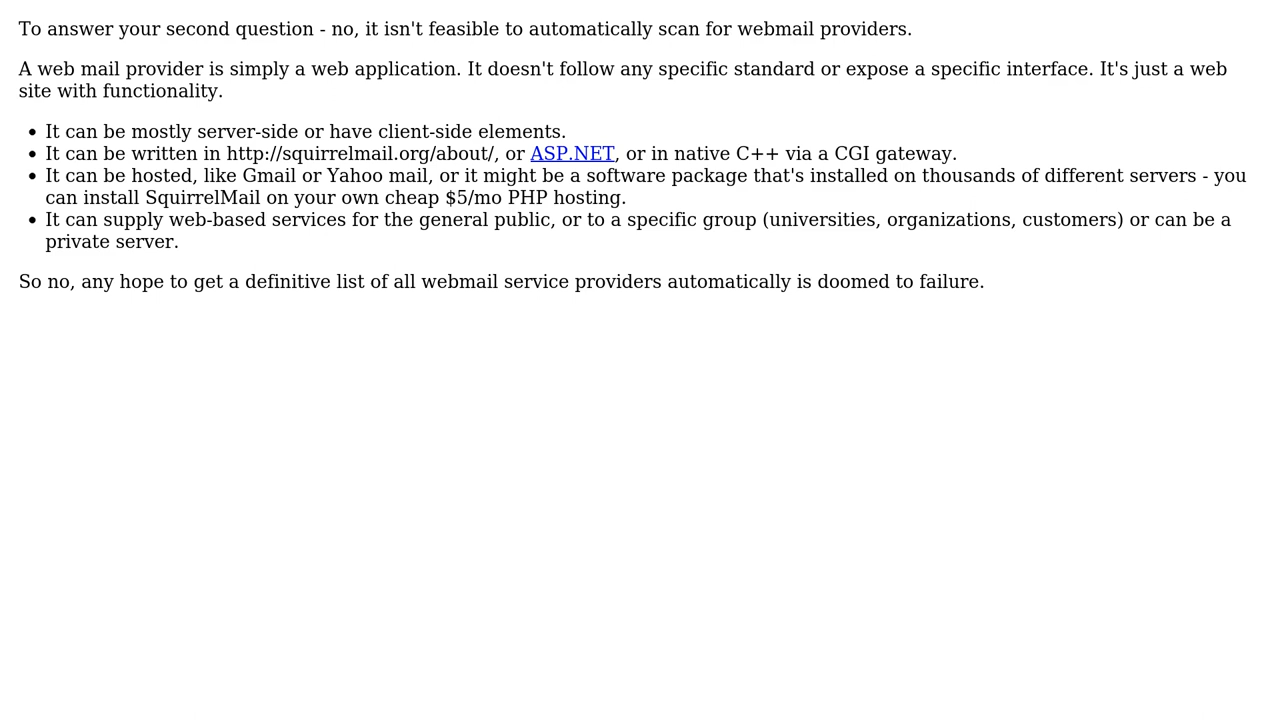 To answer your second question - no, it isn't feasible to automatically scan for webmail providers.
A web mail provider is simply a web application. It doesn't follow any specific standard or expose a specific interface. It's just a web
site with functionality.
• It can be mostly server-side or have client-side elements.
• It can be written in http://squirrelmail.org/about/, or ASP.NET, or in native C++ via a CGI gateway.
• It can be hosted, like Gmail or Yahoo mail, or it might be a software package that's installed on thousands of different servers - you
can install SquirrelMail on your own cheap $5/mo PHP hosting.
• It can supply web-based services for the general public, or to a specific group (universities, organizations, customers) or can be a
private server.
So no, any hope to get a definitive list of all webmail service providers automatically is doomed to failure.